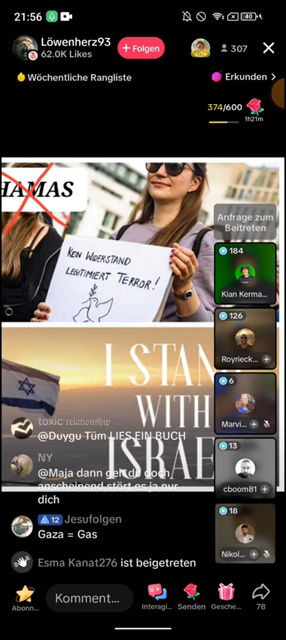 21:56
40
Löwenherz93
62.0K Likes
+ Folgen
307
Wöchentliche Rangliste
Erkunden >
374/600
1h21m
HAMAS
KEIN WIDERSTAND
LEGITIMIERT TERROR!
Anfrage zum
Beitreten
184
Kian Kerma...
126
Royrieck...
6
Marvi...
13
cboom81
18
Nikol...
I STAN
WITH
ISRAE
toxic relationship
@Duygu Tüm LIES EIN BUCH
NY
@Maja dann geh du doch
anscheinend stört es ja nur
dich
12 Jesufolgen
Gaza = Gas
Esma Kanat276 ist beigetreten
Abonn...
Komment...
Interagi...
Senden
Gesche...
78